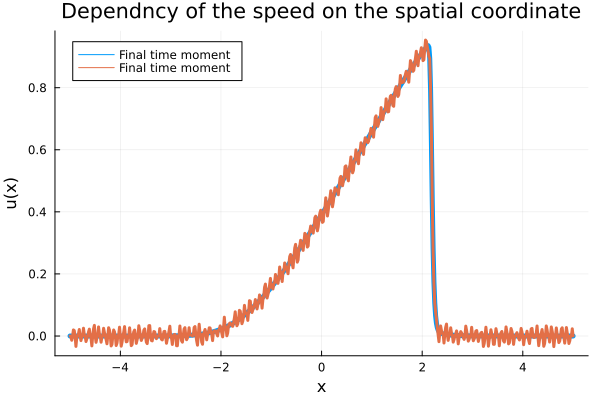 Dependncy of the speed on the spatial coordinate
Final time moment
Final time moment
u(x)
0.8
0.6
0.4
0.2
0.0
−4
−2
0
2
4
x